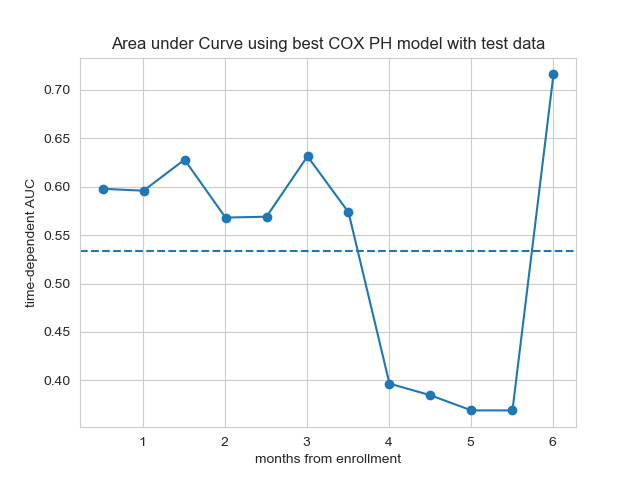 Area under Curve using best COX PH model with test data
time-dependent AUC
0.70
0.65
0.60
0.55
0.50
0.45
0.40
1 2 3 4 5 6
months from enrollment